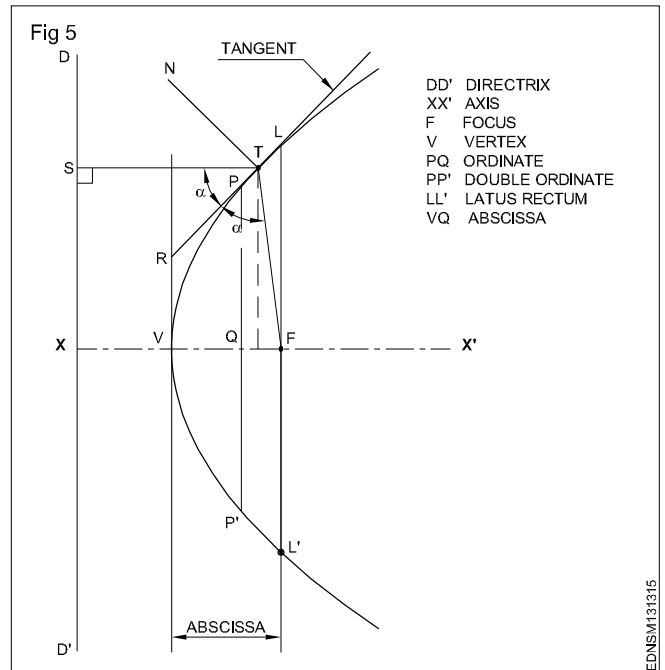 Fig 5
D
N
TANGENT
L
T
S
P
α
α
R
X
V
Q
F
X'
P'
L'
ABSCISSA
D'
DD' DIRECTRIX
XX' AXIS
F FOCUS
V VERTEX
PQ ORDINATE
PP' DOUBLE ORDINATE
LL' LATUS RECTUM
VQ ABSCISSA
EDNSM131315